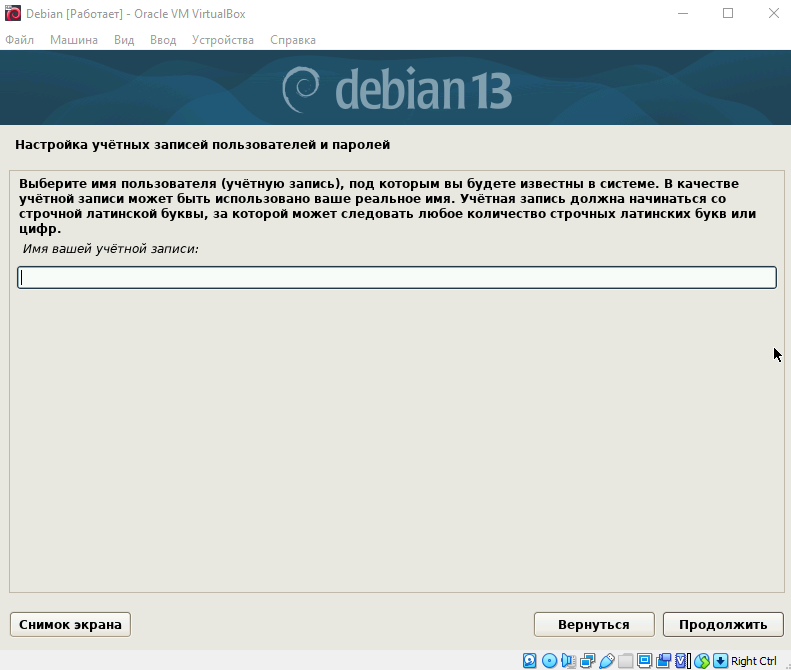 Debian [Работает] - Oracle VM VirtualBox
Файл Машина Вид Ввод Устройства Справка
debian 13
Настройка учётных записей пользователей и паролей
Выберите имя пользователя (учётную запись), под которым вы будете известны в системе. В качестве
учётной записи может быть использовано ваше реальное имя. Учётная запись должна начинаться со
строчной латинской буквы, за которой может следовать любое количество строчных латинских букв или
цифр.
Имя вашей учётной записи:
Снимок экрана Вернуться Продолжить
Right Ctrl